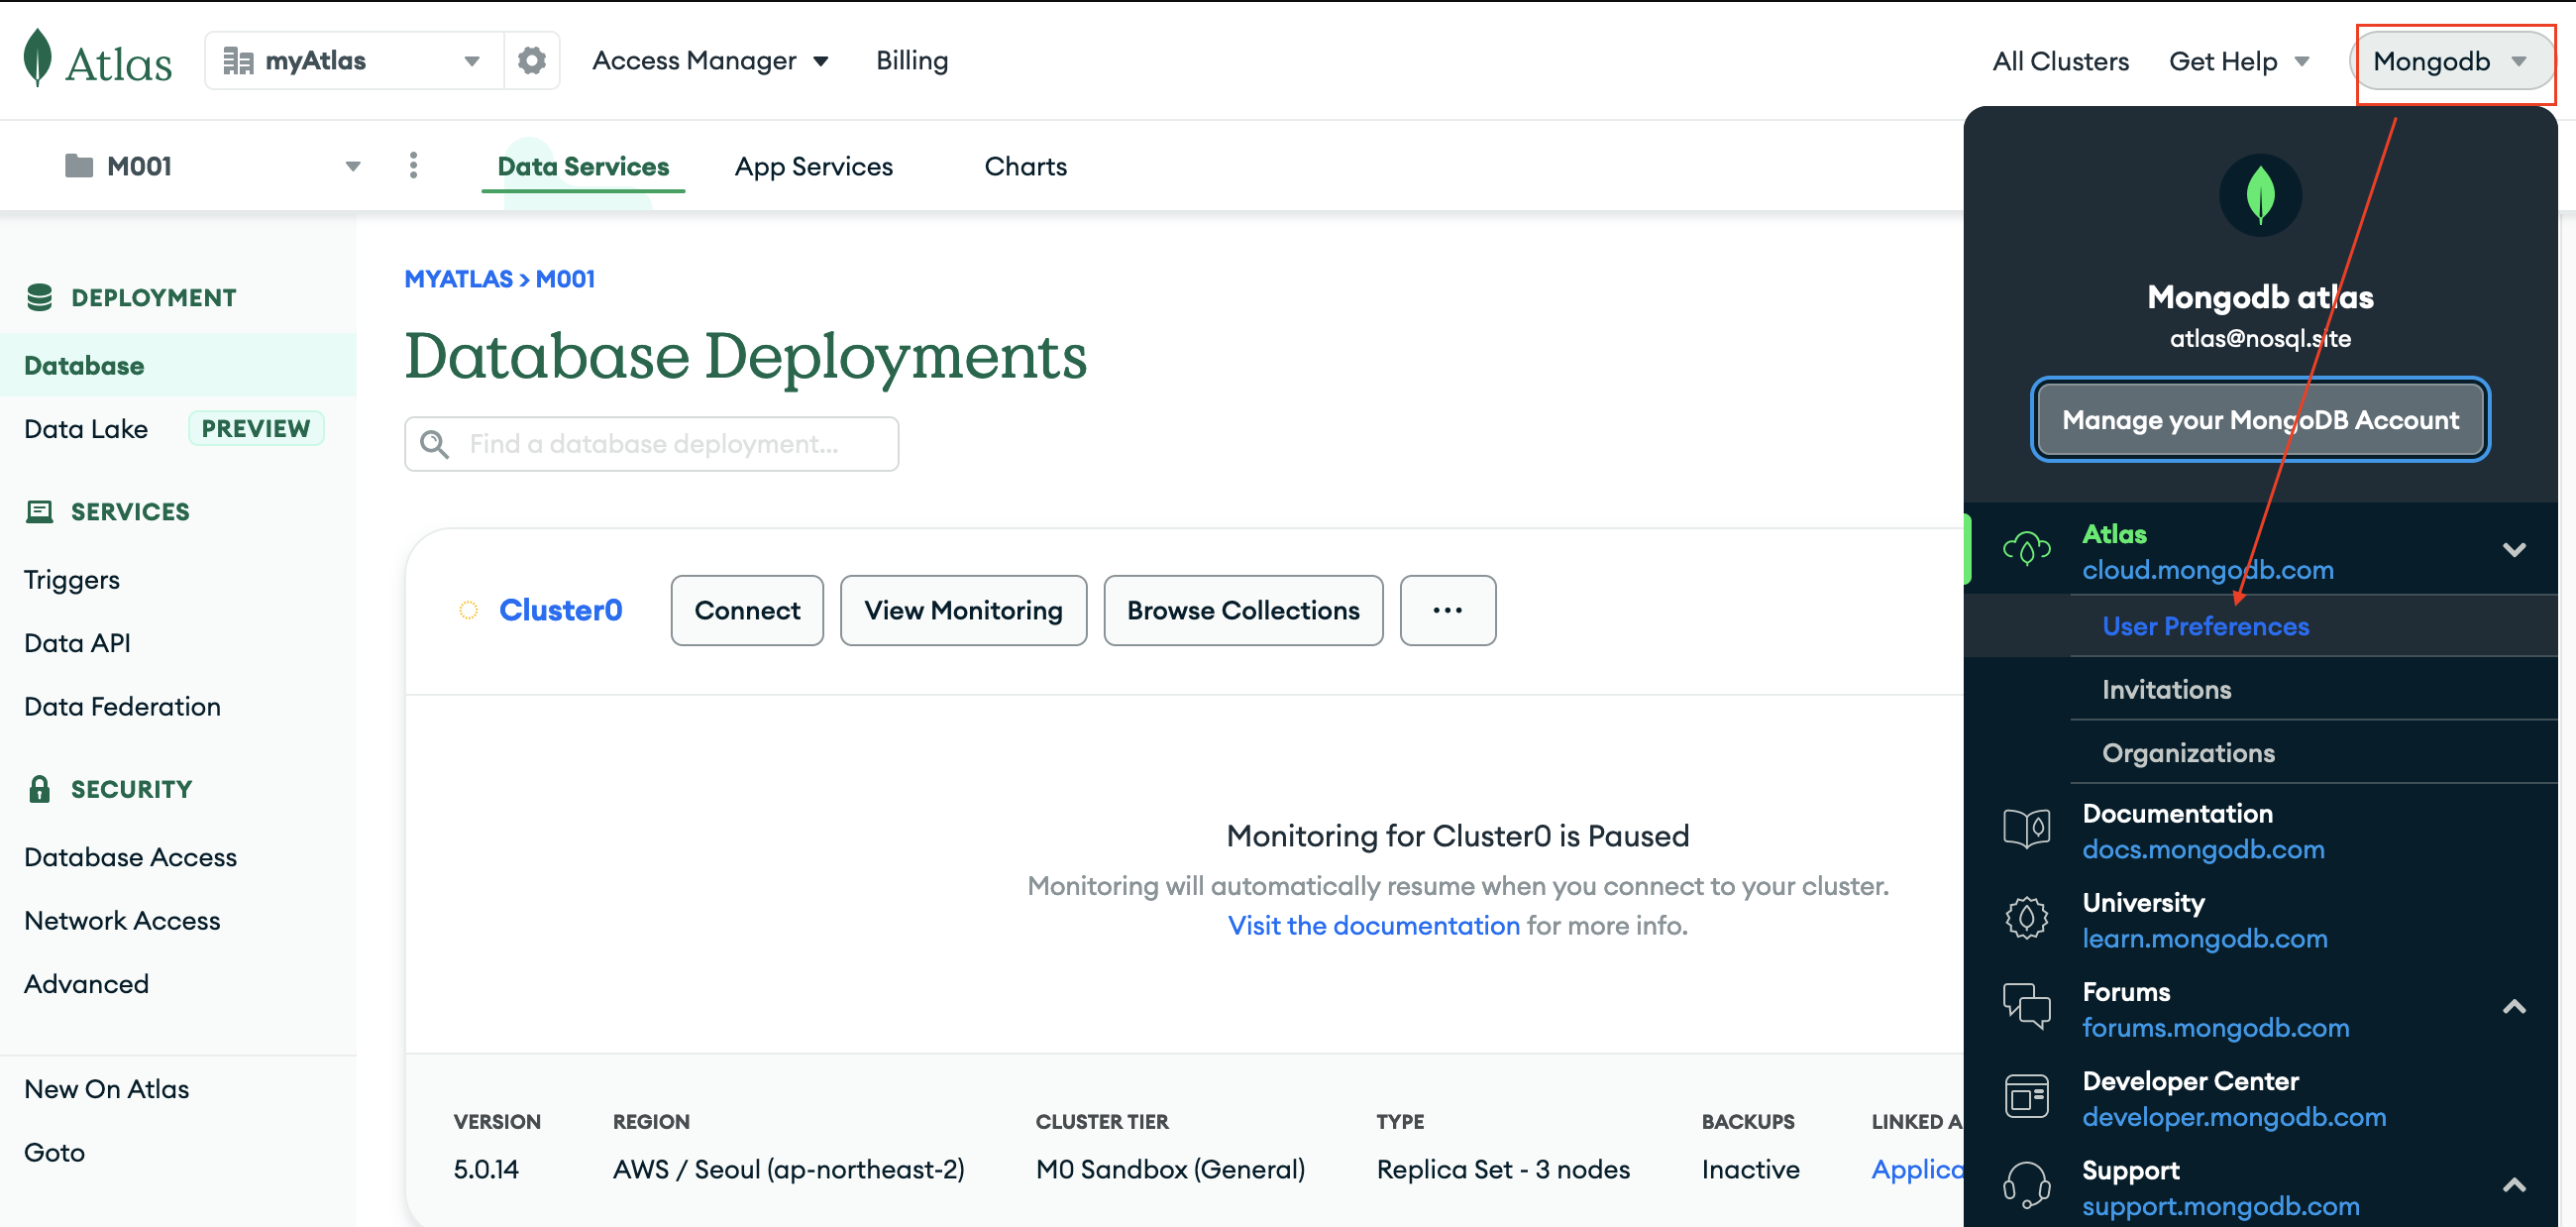 Atlas
myAtlas
Access Manager
Billing
All Clusters
Get Help
Mongodb
M001
Data Services
App Services
Charts
DEPLOYMENT
Database
Data Lake
PREVIEW
SERVICES
Triggers
Data API
Data Federation
SECURITY
Database Access
Network Access
Advanced
New On Atlas
Goto
MYATLAS > M001
Database Deployments
Find a database deployment...
Cluster0
Connect
View Monitoring
Browse Collections
...
Monitoring for Cluster0 is Paused
Monitoring will automatically resume when you connect to your cluster.
Visit the documentation for more info.
VERSION
5.0.14
REGION
AWS / Seoul (ap-northeast-2)
CLUSTER TIER
M0 Sandbox (General)
TYPE
Replica Set - 3 nodes
BACKUPS
Inactive
LINKED A
Applica
Mongodb atlas
atlas@nosql.site
Manage your MongoDB Account
Atlas
cloud.mongodb.com
User Preferences
Invitations
Organizations
Documentation
docs.mongodb.com
University
learn.mongodb.com
Forums
forums.mongodb.com
Developer Center
developer.mongodb.com
Support
support.mongodb.com